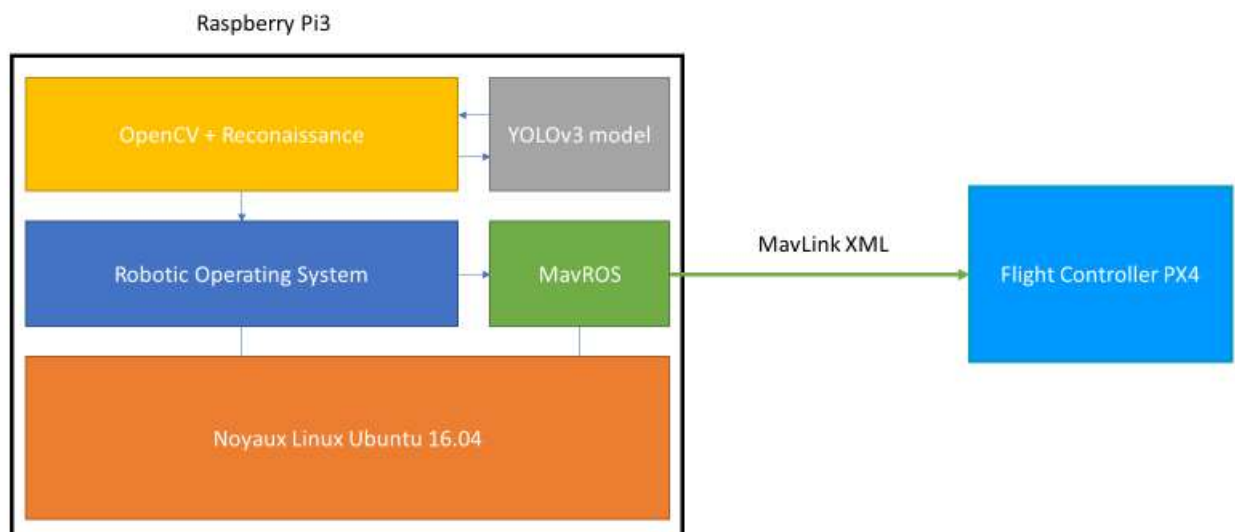 Raspberry Pi3
OpenCV + Reconaissance
YOLOv3 model
Robotic Operating System
MavROS
MavLink XML
Flight Controller PX4
Noyaux Linux Ubuntu 16.04